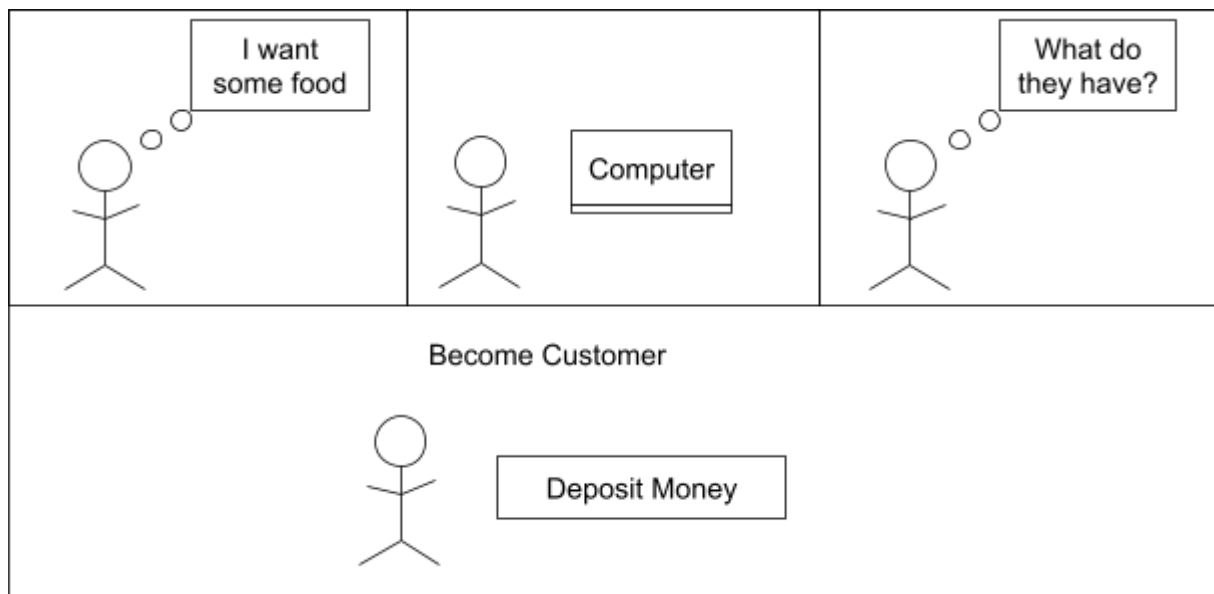 I want
some food
Computer
What do
they have?
Become Customer
Deposit Money